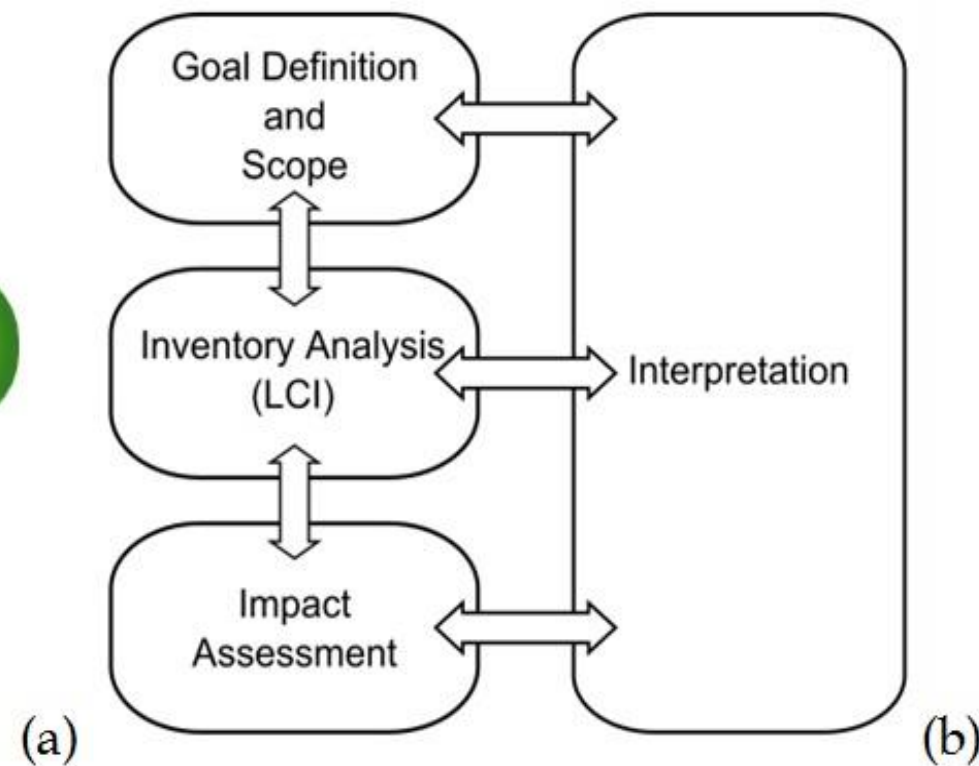 Goal Definition
and
Scope
Inventory Analysis
(LCI)
Interpretation
Impact
Assessment
(a)
(b)